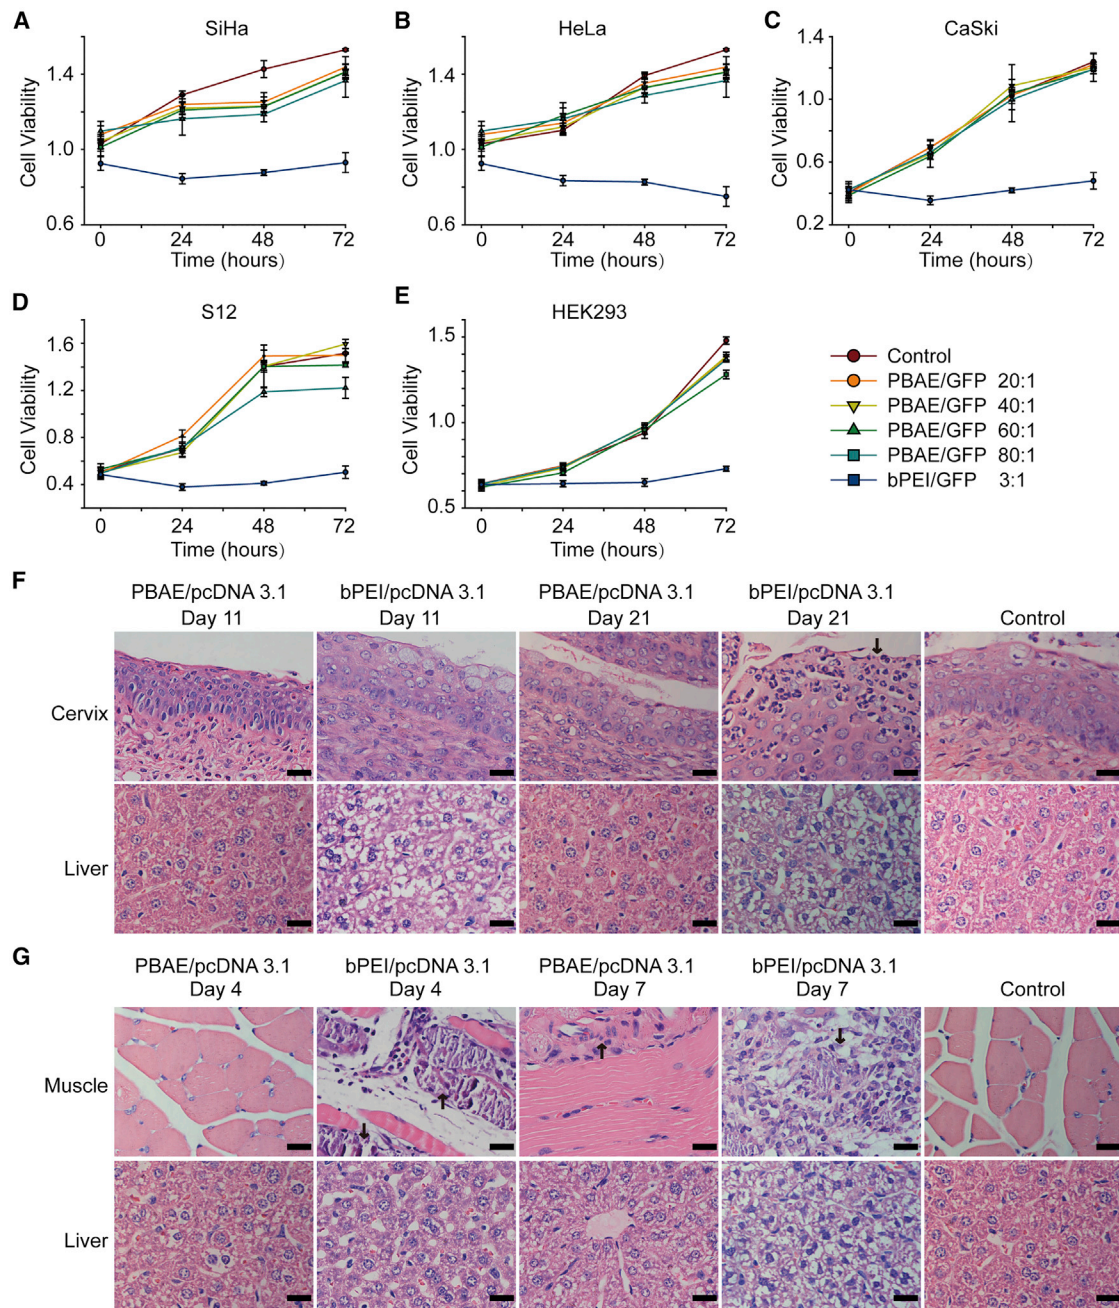 A
SiHa
Cell Viability
1.4
1.0
0.6
0 24 48 72
Time (hours)
B
HeLa
Cell Viability
1.4
1.0
0.6
0 24 48 72
Time (hours)
C
CaSki
Cell Viability
1.4
1.0
0.6
0.2
0 24 48 72
Time (hours)
D
S12
Cell Viability
1.6
1.2
0.8
0.4
0 24 48 72
Time (hours)
E
HEK293
Cell Viability
1.5
1.0
0.5
0 24 48 72
Time (hours)
Control
PBAE/GFP 20:1
PBAE/GFP 40:1
PBAE/GFP 60:1
PBAE/GFP 80:1
bPEI/GFP 3:1
F
PBAE/pcDNA 3.1
Day 11
bPEI/pcDNA 3.1
Day 11
PBAE/pcDNA 3.1
Day 21
bPEI/pcDNA 3.1
Day 21
Control
Cervix
Liver
G
PBAE/pcDNA 3.1
Day 4
bPEI/pcDNA 3.1
Day 4
PBAE/pcDNA 3.1
Day 7
bPEI/pcDNA 3.1
Day 7
Control
Muscle
Liver